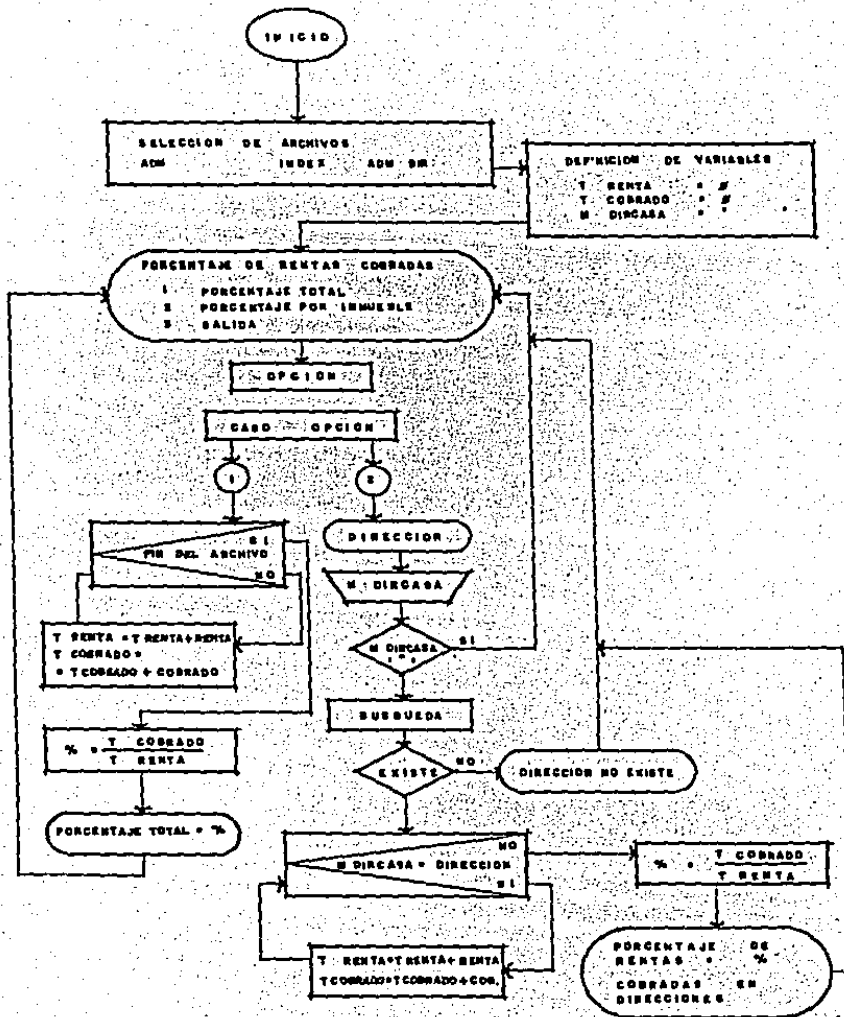 INICIO
SELECCION DE ARCHIVOS
ADM INDEX ADM DIR
DEFINICION DE VARIABLES
T RENTA = Ø
T COBRADO = Ø
M DIRCASA = ' '
PORCENTAJE DE RENTAS COBRADAS
1 PORCENTAJE TOTAL
2 PORCENTAJE POR INMUEBLE
3 SALIDA
OPCION
CASO OPCION
1
2
SI
FIN DEL ARCHIVO
NO
DIRECCION
M DIRCASA
T RENTA = T RENTA + RENTA
T COBRADO =
= T COBRADO + COBRADO
M DIRCASA
SI
BUSQUEDA
% = T COBRADO
T RENTA
EXISTE
NO
DIRECCION NO EXISTE
PORCENTAJE TOTAL = %
NO
M DIRCASA = DIRECCION
SI
% = T COBRADO
T RENTA
T RENTA = T RENTA + RENTA
T COBRADO = T COBRADO + COB.
PORCENTAJE DE
RENTAS = %
COBRADAS EN
DIRECCIONES